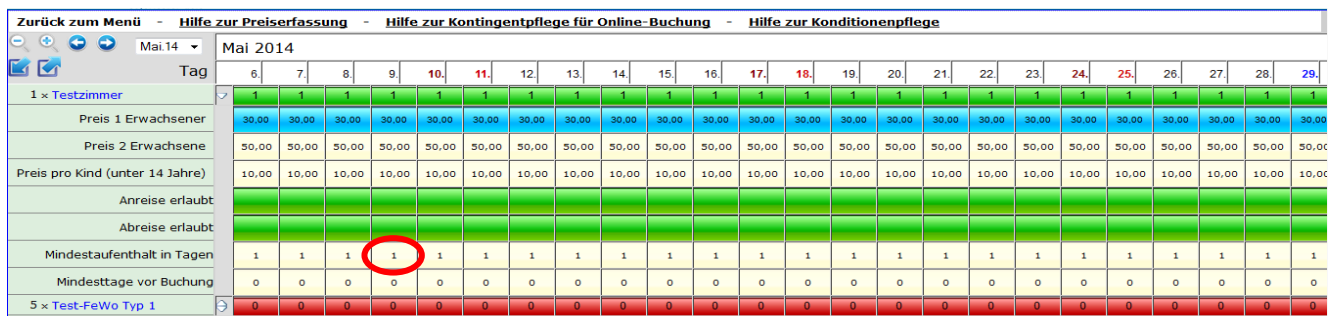 Zurück zum Menü - Hilfe zur Preiserfassung - Hilfe zur Kontingentpflege für Online-Buchung - Hilfe zur Konditionenpflege
Mai.14 Mai 2014
Tag 6. 7. 8. 9. 10. 11. 12. 13. 14. 15. 16. 17. 18. 19. 20. 21. 22. 23. 24. 25. 26. 27. 28. 29.
1 x Testzimmer 1 1 1 1 1 1 1 1 1 1 1 1 1 1 1 1 1 1 1 1 1 1 1 1
Preis 1 Erwachsener 30,00 30,00 30,00 30,00 30,00 30,00 30,00 30,00 30,00 30,00 30,00 30,00 30,00 30,00 30,00 30,00 30,00 30,00 30,00 30,00 30,00 30,00 30,00 30,00
Preis 2 Erwachsene 50,00 50,00 50,00 50,00 50,00 50,00 50,00 50,00 50,00 50,00 50,00 50,00 50,00 50,00 50,00 50,00 50,00 50,00 50,00 50,00 50,00 50,00 50,00 50,00
Preis pro Kind (unter 14 Jahre) 10,00 10,00 10,00 10,00 10,00 10,00 10,00 10,00 10,00 10,00 10,00 10,00 10,00 10,00 10,00 10,00 10,00 10,00 10,00 10,00 10,00 10,00 10,00 10,00
Anreise erlaubt
Abreise erlaubt
Mindestaufenthalt in Tagen 1 1 1 1 1 1 1 1 1 1 1 1 1 1 1 1 1 1 1 1 1 1 1 1
Mindesttage vor Buchung 0 0 0 0 0 0 0 0 0 0 0 0 0 0 0 0 0 0 0 0 0 0 0 0
5 x Test-FeWo Typ 1 0 0 0 0 0 0 0 0 0 0 0 0 0 0 0 0 0 0 0 0 0 0 0 0